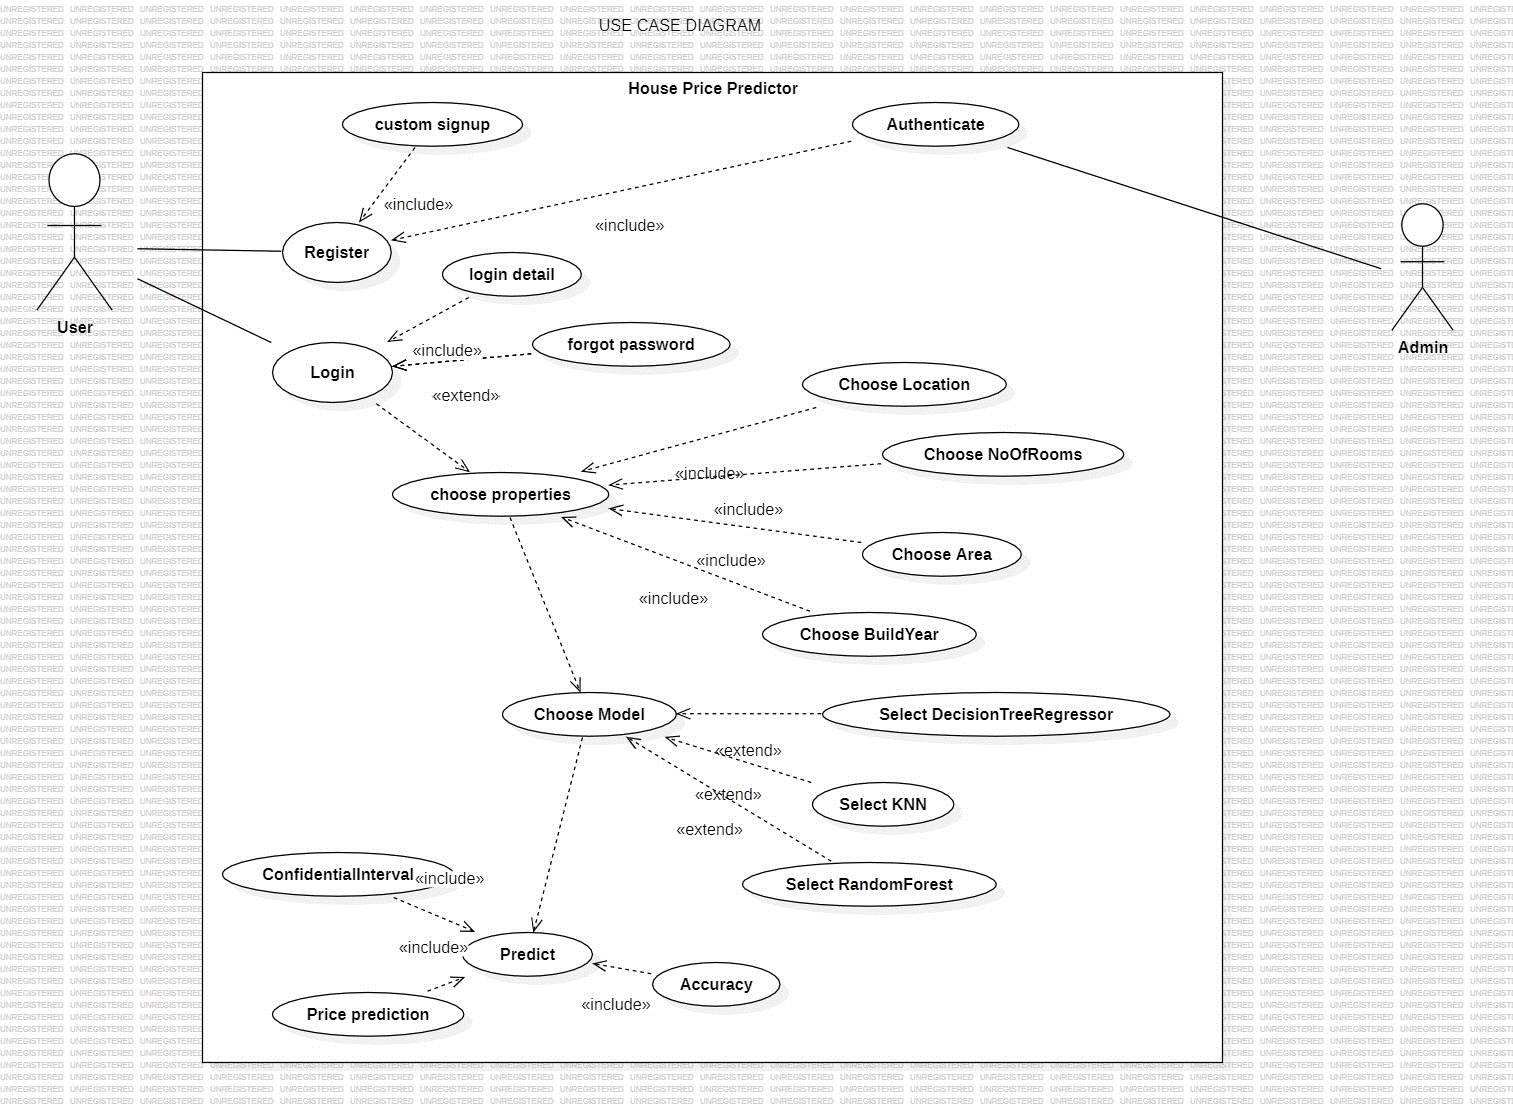 USE CASE DIAGRAM
House Price Predictor
custom signup
Authenticate
«include»
«include»
Register
login detail
User
Admin
«include»
forgot password
Login
«extend»
Choose Location
Choose NoOfRooms
«include»
choose properties
«include»
Choose Area
«include»
«include»
Choose BuildYear
Choose Model
Select DecisionTreeRegressor
«extend»
«extend»
Select KNN
«extend»
ConfidentialInterval
«include»
Select RandomForest
«include»
Predict
Accuracy
«include»
Price prediction
UNREGISTERED